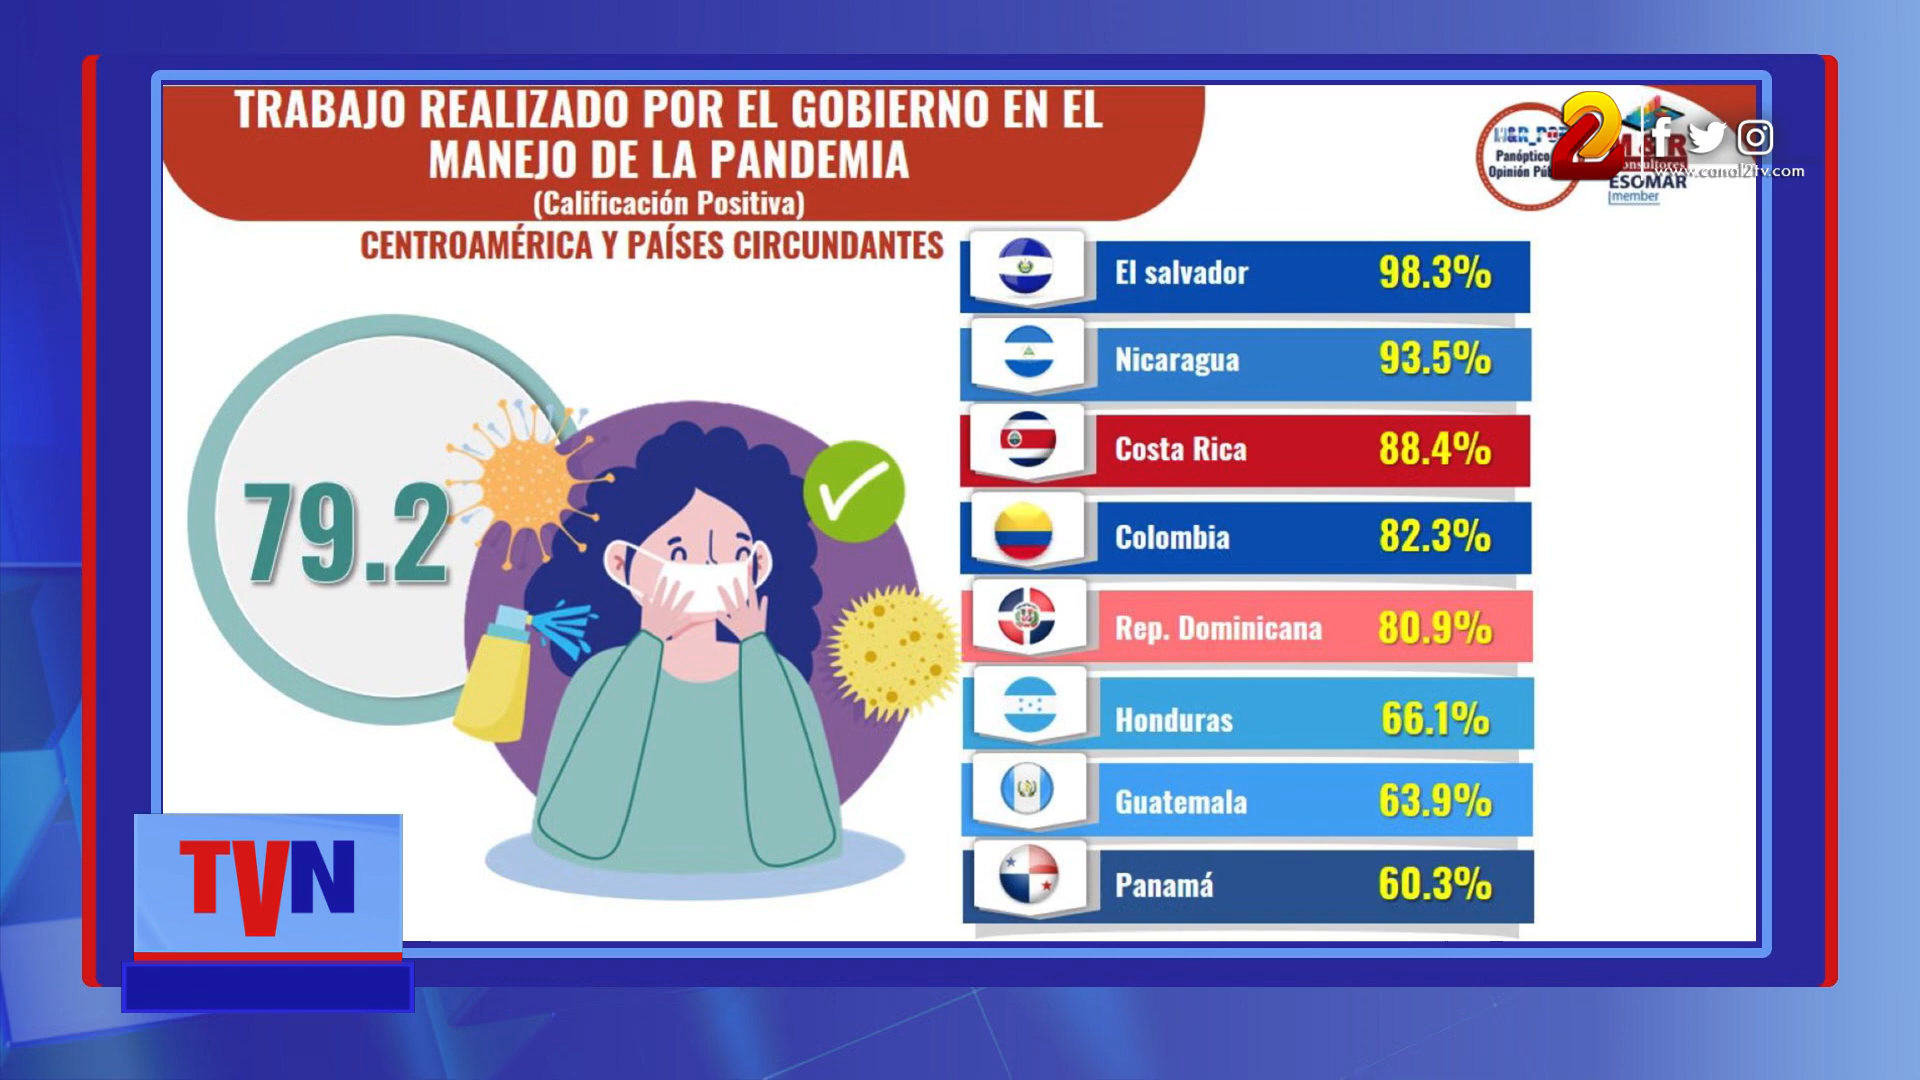 TRABAJO REALIZADO POR EL GOBIERNO EN EL
MANEJO DE LA PANDEMIA
(Calificación Positiva)
CENTROAMÉRICA Y PAÍSES CIRCUNDANTES
79.2
El salvador 98.3%
Nicaragua 93.5%
Costa Rica 88.4%
Colombia 82.3%
Rep. Dominicana 80.9%
Honduras 66.1%
Guatemala 63.9%
Panamá 60.3%
2
www.canal2tv.com
Panóptico
Opinión
ESOMAR
member
TVN